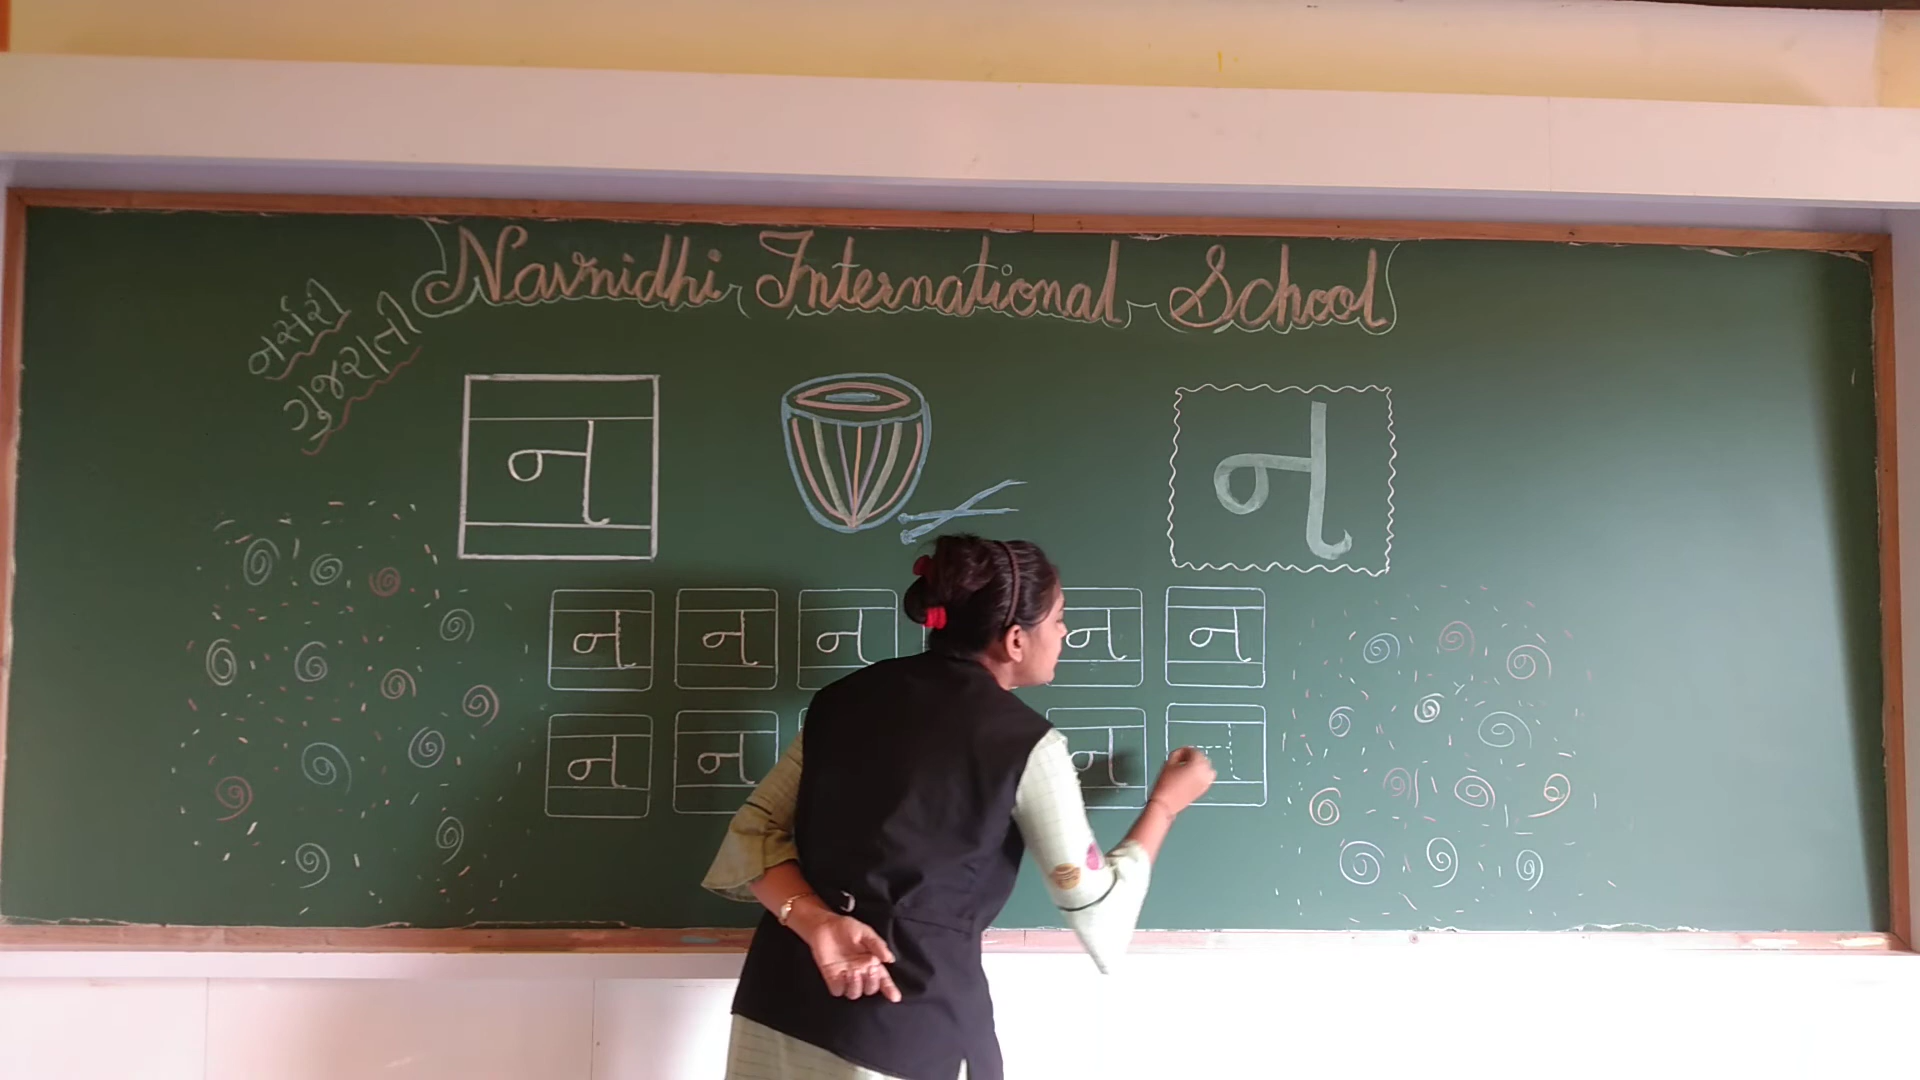 Navnidhi International School
નર્સરી
ગુજરાતી
ન ન
ન ન ન ન ન
ન ન ન ન